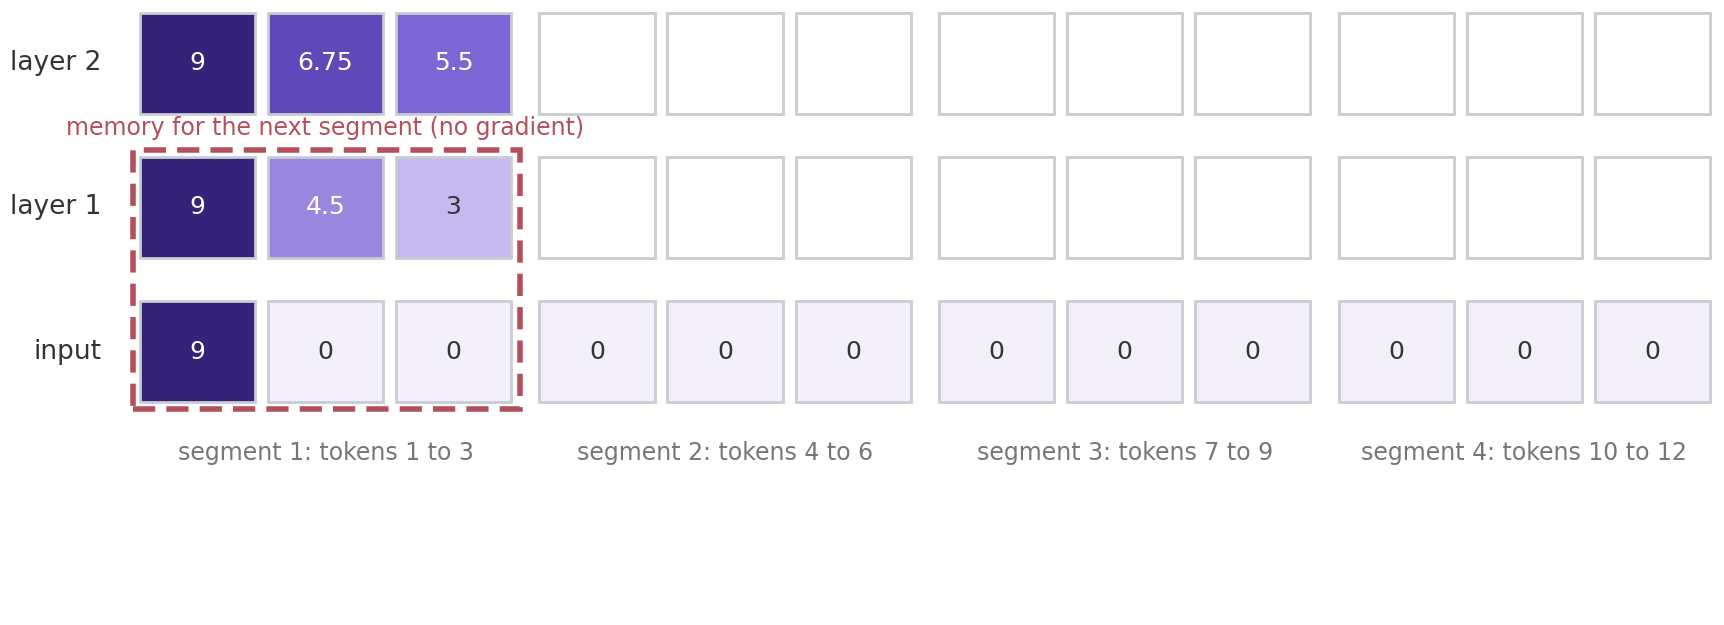 layer 2 9 6.75 5.5
memory for the next segment (no gradient)
layer 1 9 4.5 3
input 9 0 0 0 0 0 0 0 0 0 0 0
segment 1: tokens 1 to 3 segment 2: tokens 4 to 6 segment 3: tokens 7 to 9 segment 4: tokens 10 to 12